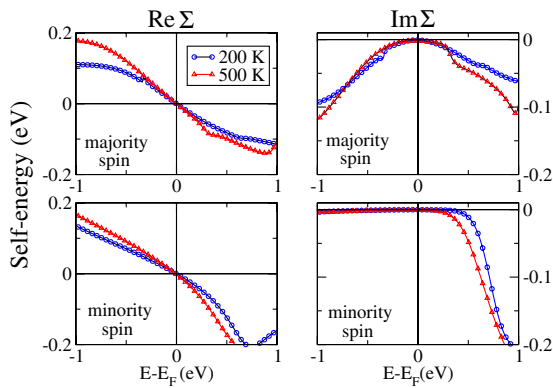 Re Σ Im Σ
0.2 0
200 K
500 K
0 -0.1
majority spin majority spin
-0.2 -0.2
-1 0 1 -1 0 1
0.2 0
0 -0.1
minority spin minority spin
-0.2 -0.2
-1 0 1 -1 0 1
E-E_F(eV) E-E_F(eV)
Self-energy (eV)